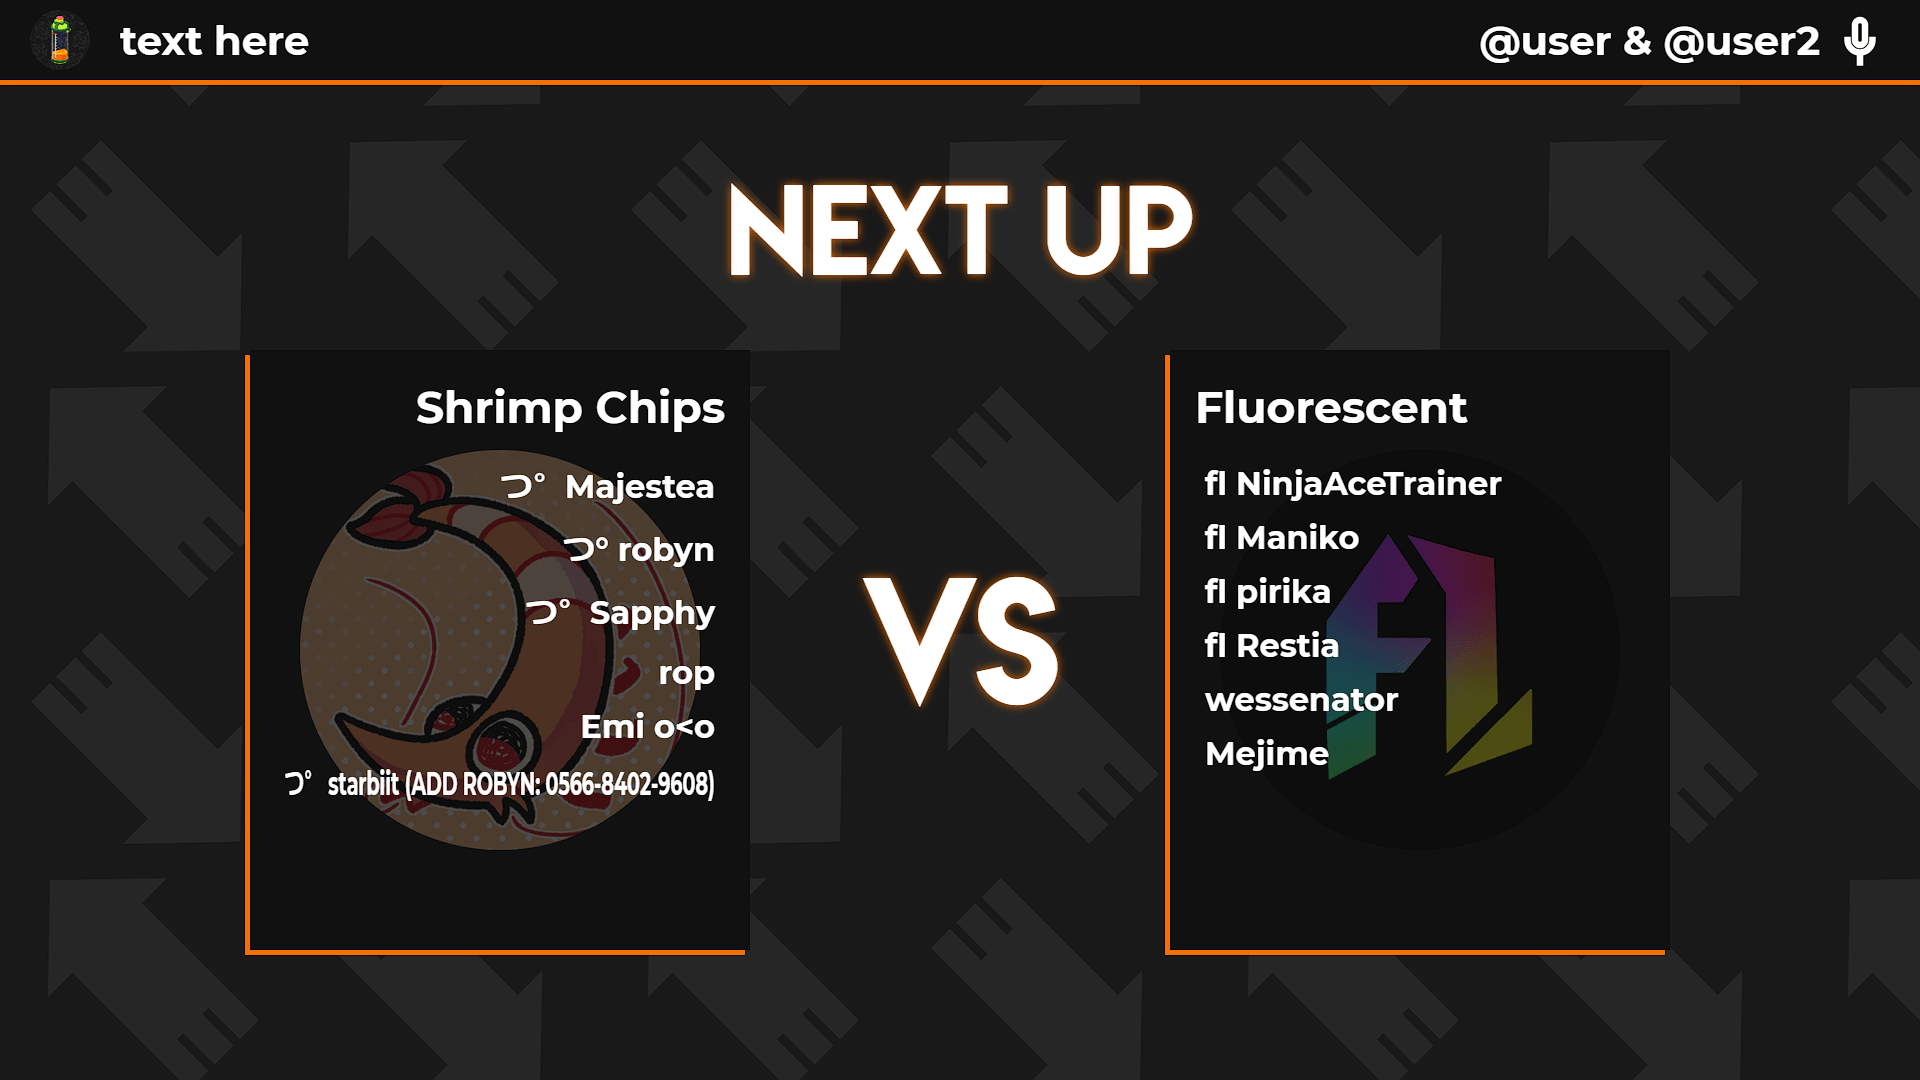 text here
@user & @user2
NEXT UP
Shrimp Chips
つ゜ Majestea
つ° robyn
つ゜ Sapphy
rop
Emi o<o
つ゜ starbiit (ADD ROBYN: 0566-8402-9608)
VS
Fluorescent
fl NinjaAceTrainer
fl Maniko
fl pirika
fl Restia
wessenator
Mejime
FL